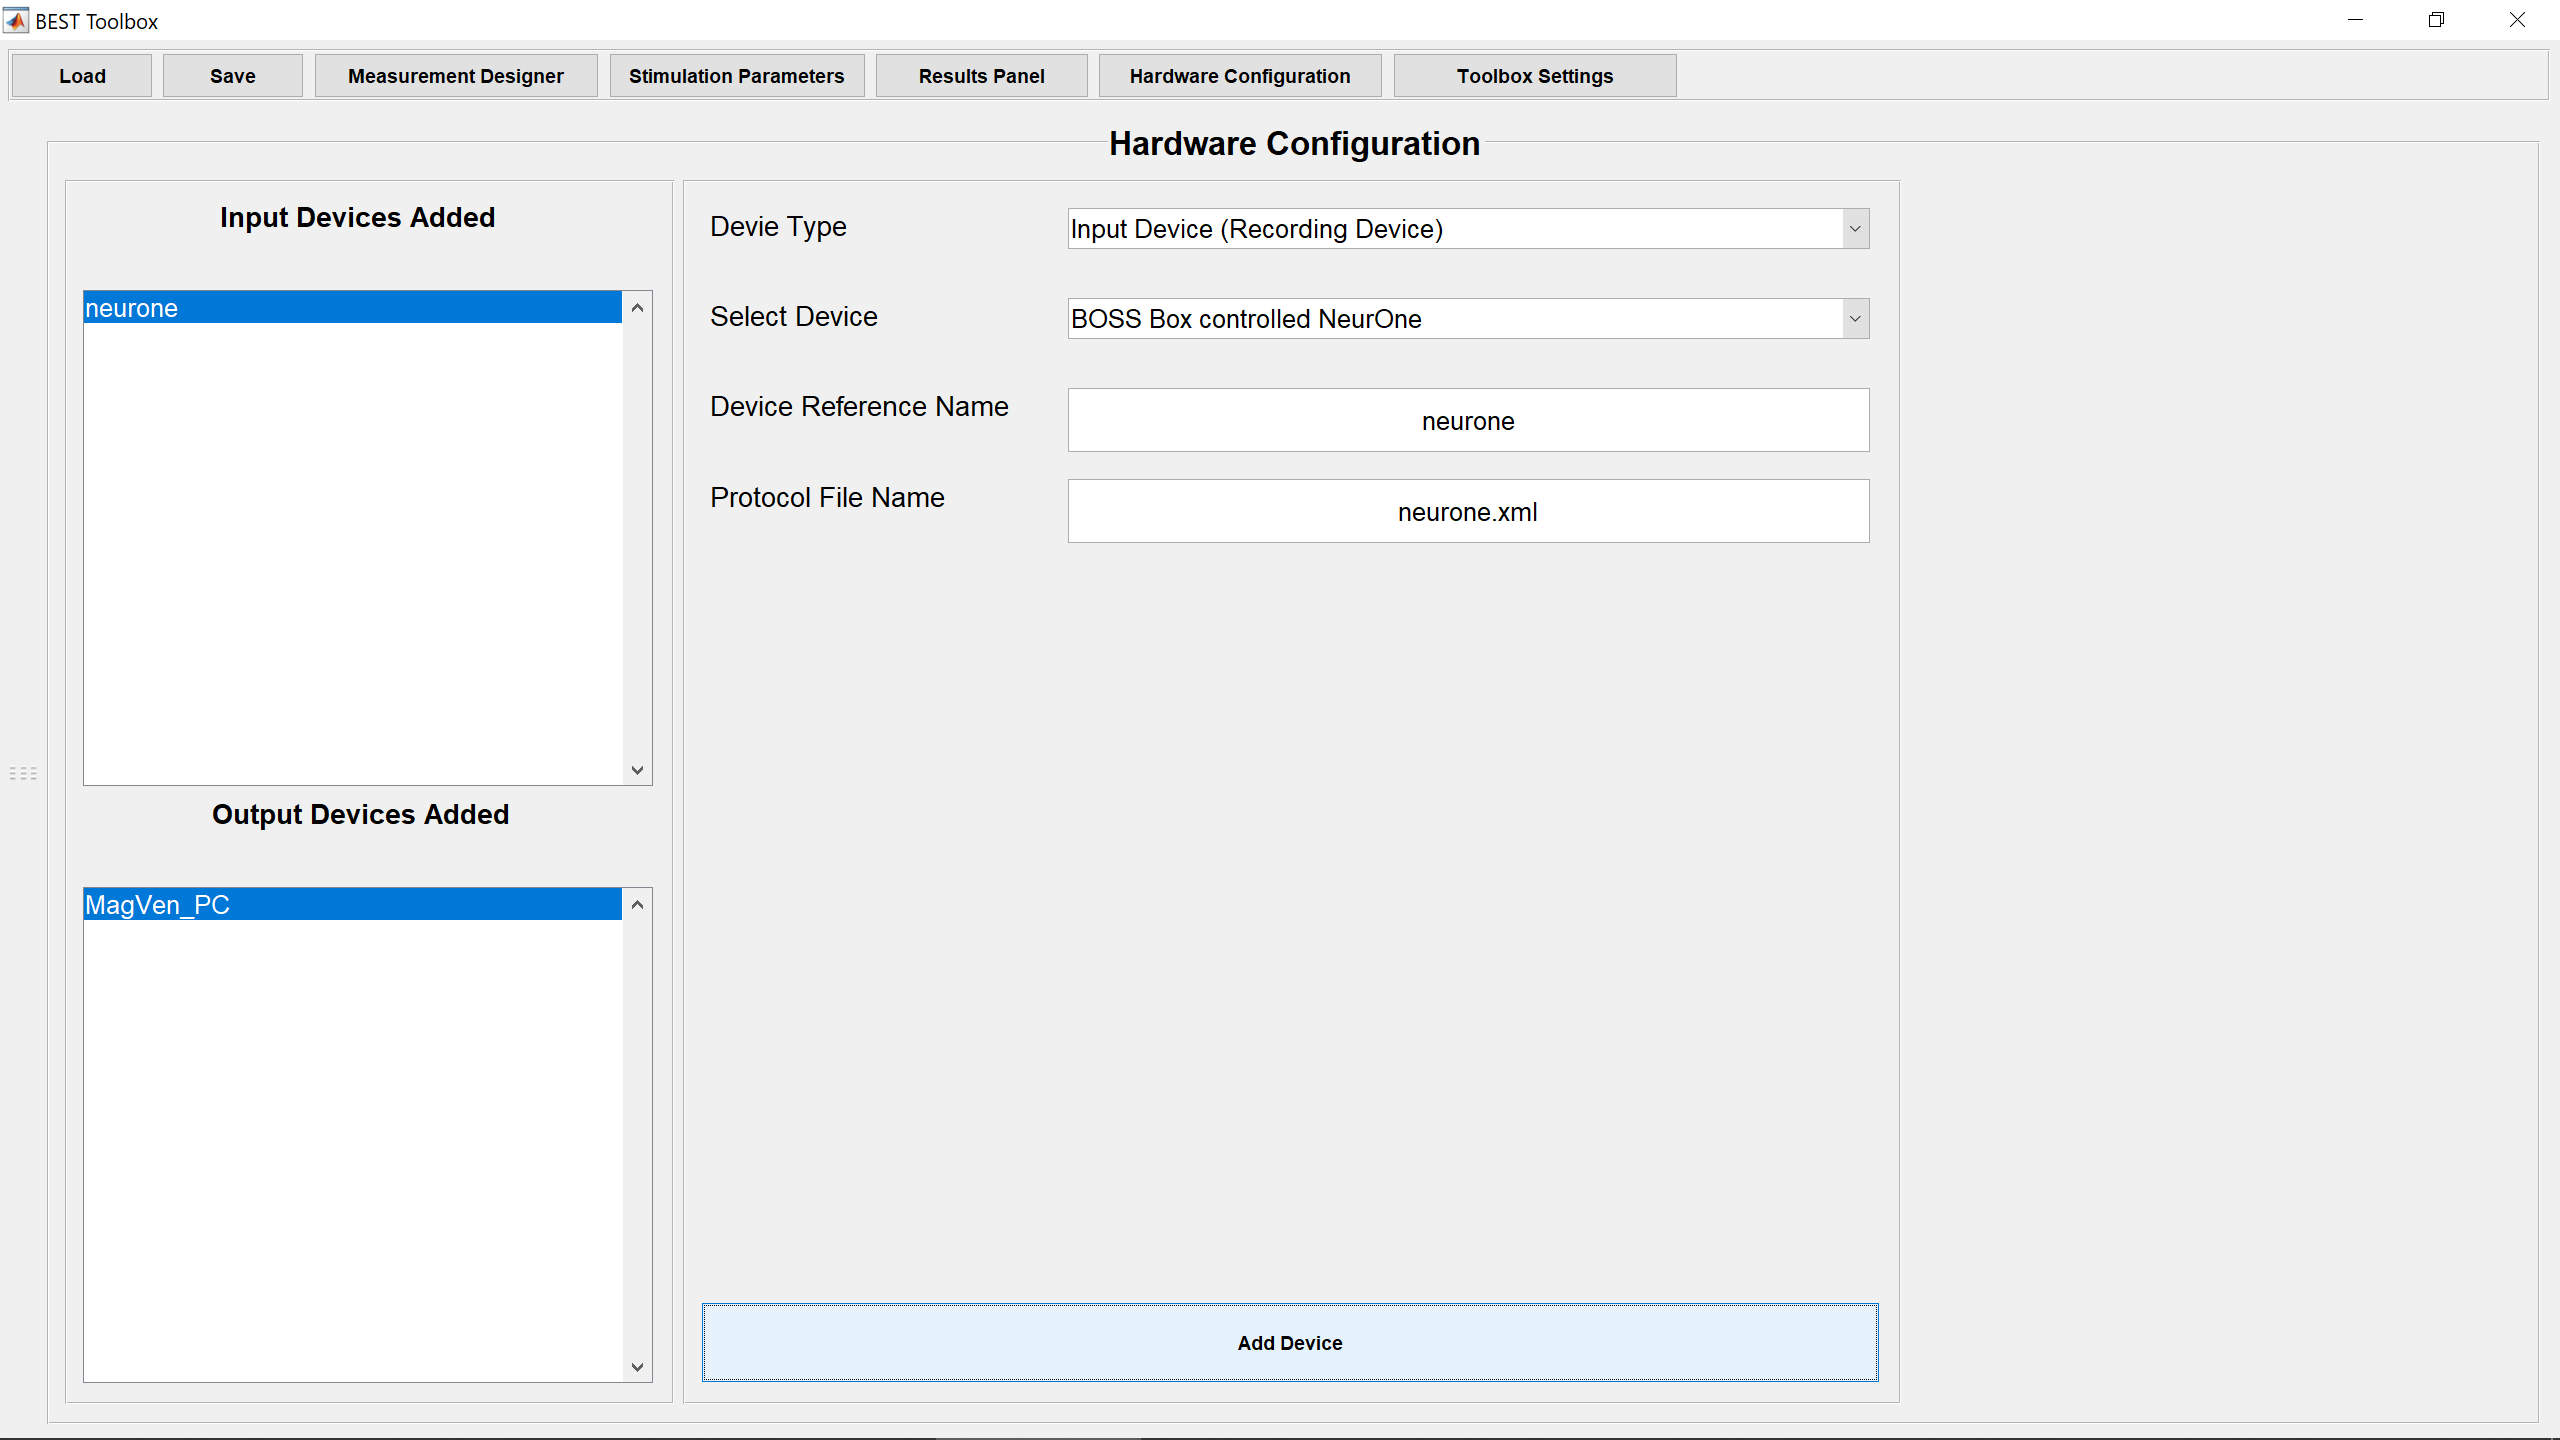 BEST Toolbox
Load Save Measurement Designer Stimulation Parameters Results Panel Hardware Configuration Toolbox Settings
Hardware Configuration
Input Devices Added
neurone
Output Devices Added
MagVen_PC
Devie Type Input Device (Recording Device)
Select Device BOSS Box controlled NeurOne
Device Reference Name neurone
Protocol File Name neurone.xml
Add Device